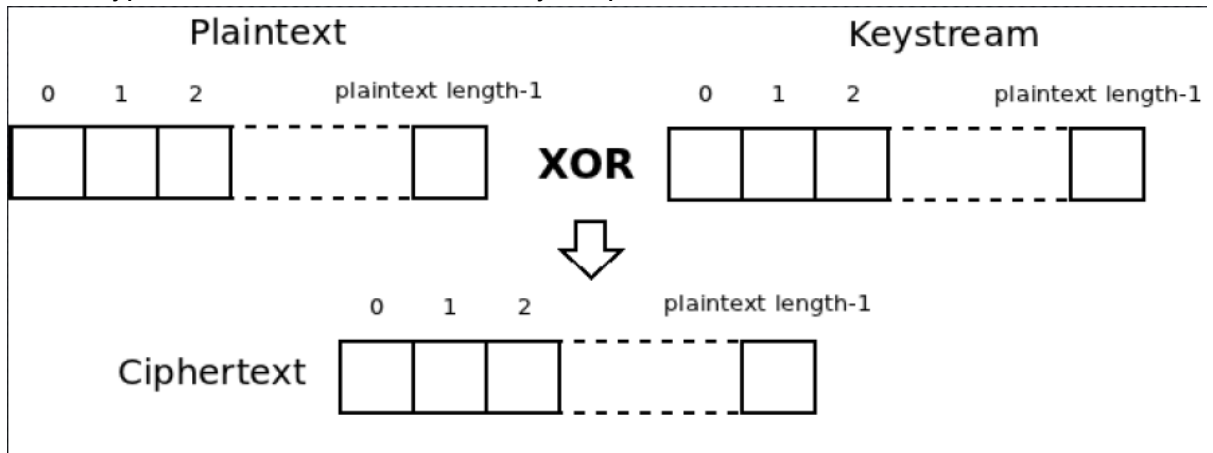 Plaintext Keystream
0 1 2 plaintext length-1 0 1 2 plaintext length-1
XOR
0 1 2 plaintext length-1
Ciphertext